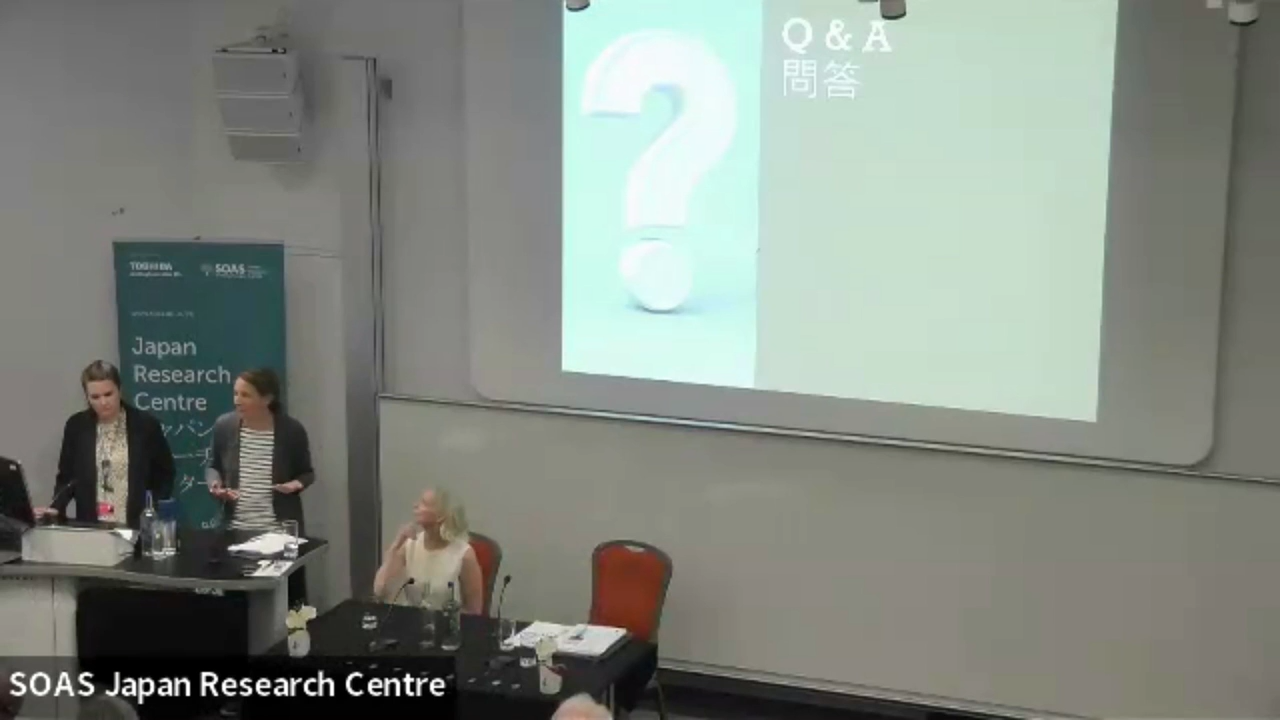 Q & A
問答
TOSHIBA
SOAS
Japan
Research
Centre
SOAS Japan Research Centre